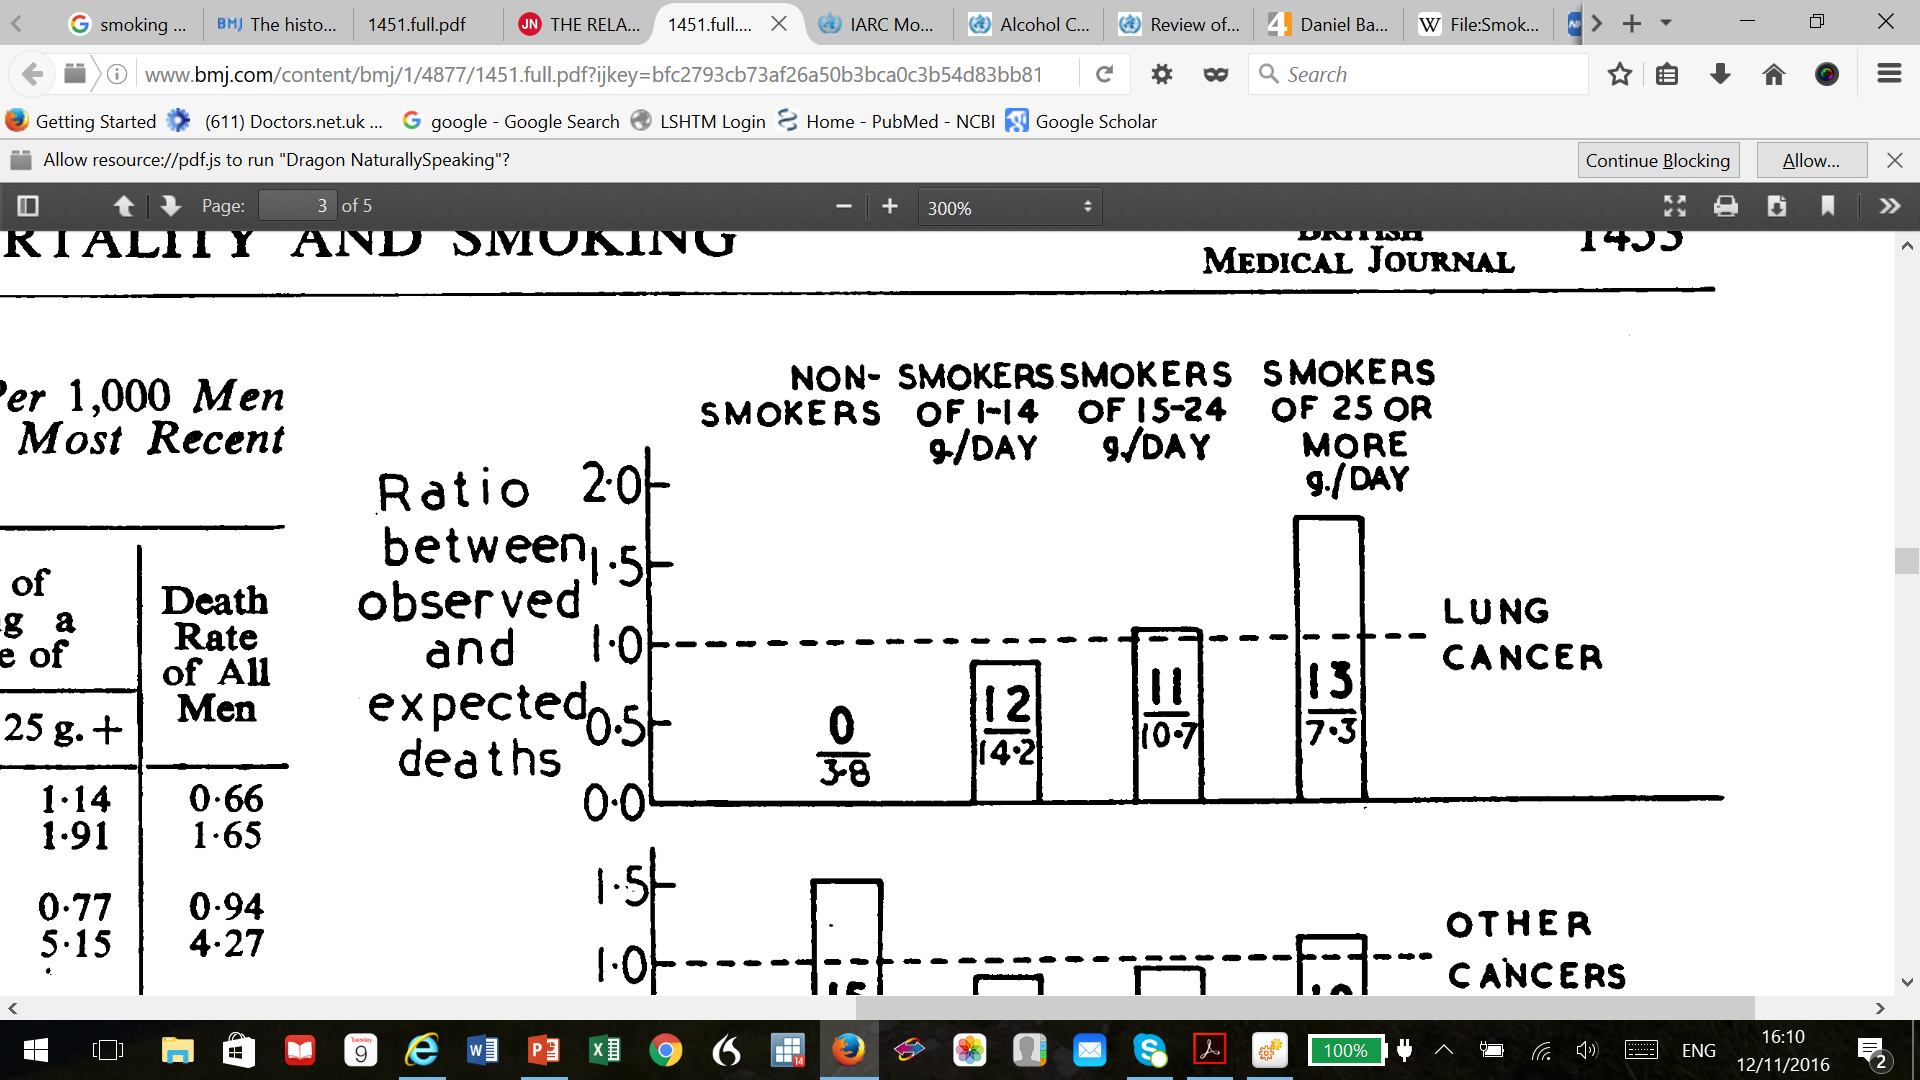 smoking ...
The histo...
1451.full.pdf
THE RELA...
1451.full....
IARC Mo...
Alcohol C...
Review of...
Daniel Ba...
File:Smok...
www.bmj.com/content/bmj/1/4877/1451.full.pdf?ijkey=bfc2793cb73af26a50b3bca0c3b54d83bb81
Search
Getting Started
(611) Doctors.net.uk ...
google - Google Search
LSHTM Login
Home - PubMed - NCBI
Google Scholar
Allow resource://pdf.js to run "Dragon NaturallySpeaking"?
Continue Blocking
Allow...
Page: 3 of 5
300%
RTALITY AND SMOKING
BRITISH
MEDICAL JOURNAL
1453
Per 1,000 Men
Most Recent
of
g a
e of
25 g. +
Death
Rate
of All
Men
1·14 0·66
1·91 1·65
0·77 0·94
5·15 4·27
NON-
SMOKERS
SMOKERS
OF 1-14
g./DAY
SMOKERS
OF 15-24
g./DAY
SMOKERS
OF 25 OR
MORE
g./DAY
Ratio
between
observed
and
expected
deaths
2·0
1·5
1·0
0·5
0·0
0
3·8
12
14·2
11
10·7
13
7·3
LUNG
CANCER
1·5
1·0
15
OTHER
CANCERS
100%
ENG
16:10
12/11/2016
2